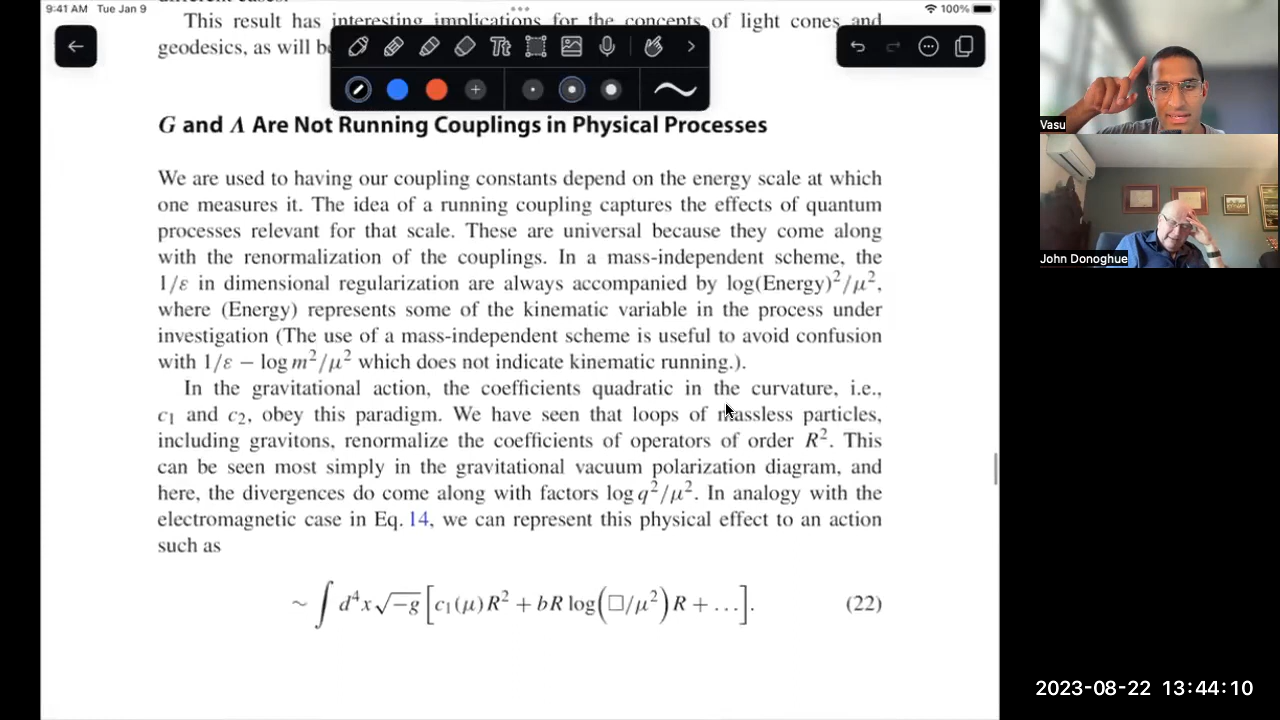 9:41 AM Tue Jan 9
100%
This result has interesting implications for the concepts of light cones and
geodesics, as will be
Tt
G and Λ Are Not Running Couplings in Physical Processes
We are used to having our coupling constants depend on the energy scale at which
one measures it. The idea of a running coupling captures the effects of quantum
processes relevant for that scale. These are universal because they come along
with the renormalization of the couplings. In a mass-independent scheme, the
1/ε in dimensional regularization are always accompanied by log(Energy)²/μ²,
where (Energy) represents some of the kinematic variable in the process under
investigation (The use of a mass-independent scheme is useful to avoid confusion
with 1/ε − log m²/μ² which does not indicate kinematic running.).
In the gravitational action, the coefficients quadratic in the curvature, i.e.,
c₁ and c₂, obey this paradigm. We have seen that loops of massless particles,
including gravitons, renormalize the coefficients of operators of order R². This
can be seen most simply in the gravitational vacuum polarization diagram, and
here, the divergences do come along with factors log q²/μ². In analogy with the
electromagnetic case in Eq. 14, we can represent this physical effect to an action
such as
∼ ∫ d⁴x√−g [c₁(μ)R² + bR log(□/μ²)R + …]. (22)
Vasu
John Donoghue
2023-08-22 13:44:10